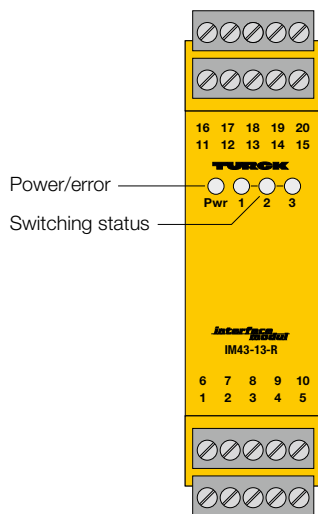 16 17 18 19 20
11 12 13 14 15
TURCK
Power/error
Pwr 1 2 3
Switching status
interface
modul
IM43-13-R
6 7 8 9 10
1 2 3 4 5